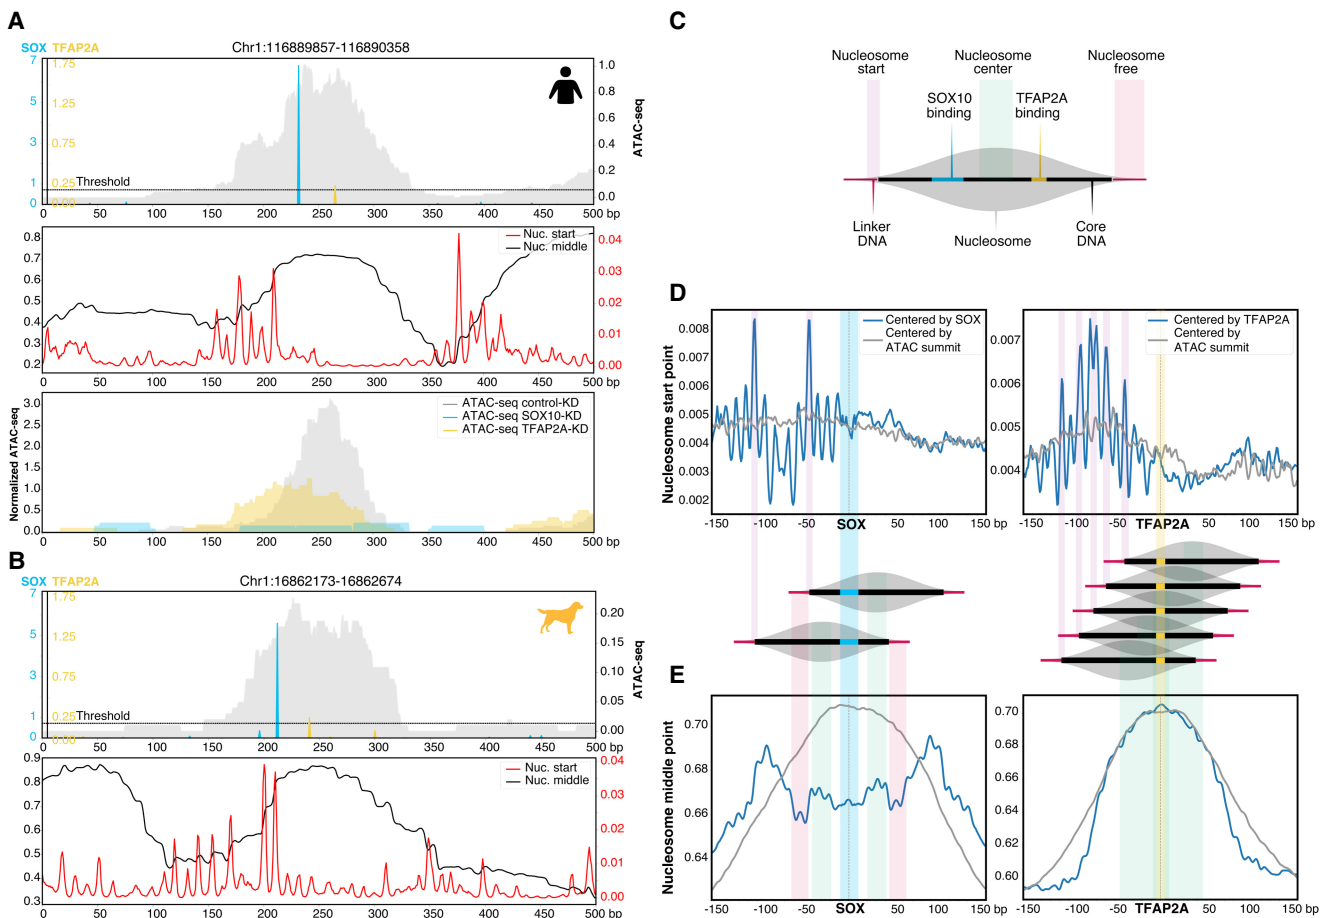 A
SOX TFAP2A
Chr1:116889857-116890358
7
5
3
1
0
1.75
1.25
0.75
0.25
0.00
Threshold
1.0
0.8
0.6
0.4
0.2
0.0
ATAC-seq
0 50 100 150 200 250 300 350 400 450 500 bp
0.8
0.7
0.6
0.5
0.4
0.3
0.2
Nuc. start
Nuc. middle
0.04
0.03
0.02
0.01
0.00
0 50 100 150 200 250 300 350 400 450 500 bp
Normalized ATAC-seq
3.0
2.5
2.0
1.5
1.0
0.5
0.0
ATAC-seq control-KD
ATAC-seq SOX10-KD
ATAC-seq TFAP2A-KD
0 50 100 150 200 250 300 350 400 450 500 bp
B
SOX TFAP2A
Chr1:16862173-16862674
7
5
3
1
0
1.75
1.25
0.75
0.25
0.00
Threshold
0.20
0.15
0.10
0.05
0.00
ATAC-seq
0 50 100 150 200 250 300 350 400 450 500 bp
0.9
0.8
0.7
0.6
0.5
0.4
0.3
Nuc. start
Nuc. middle
0.04
0.03
0.02
0.01
0.00
0 50 100 150 200 250 300 350 400 450 500 bp
C
Nucleosome
start
Nucleosome
center
Nucleosome
free
SOX10
binding
TFAP2A
binding
Linker
DNA
Nucleosome
Core
DNA
D
Nucleosome start point
0.008
0.007
0.006
0.005
0.004
0.003
0.002
Centered by SOX
Centered by
ATAC summit
-150 -100 -50 SOX 50 100 150 bp
0.007
0.006
0.005
0.004
Centered by TFAP2A
Centered by
ATAC summit
-150 -100 -50 TFAP2A 50 100 150 bp
E
Nucleosome middle point
0.70
0.68
0.66
0.64
-150 -100 -50 SOX 50 100 150 bp
0.70
0.68
0.66
0.64
0.62
0.60
-150 -100 -50 TFAP2A 50 100 150 bp